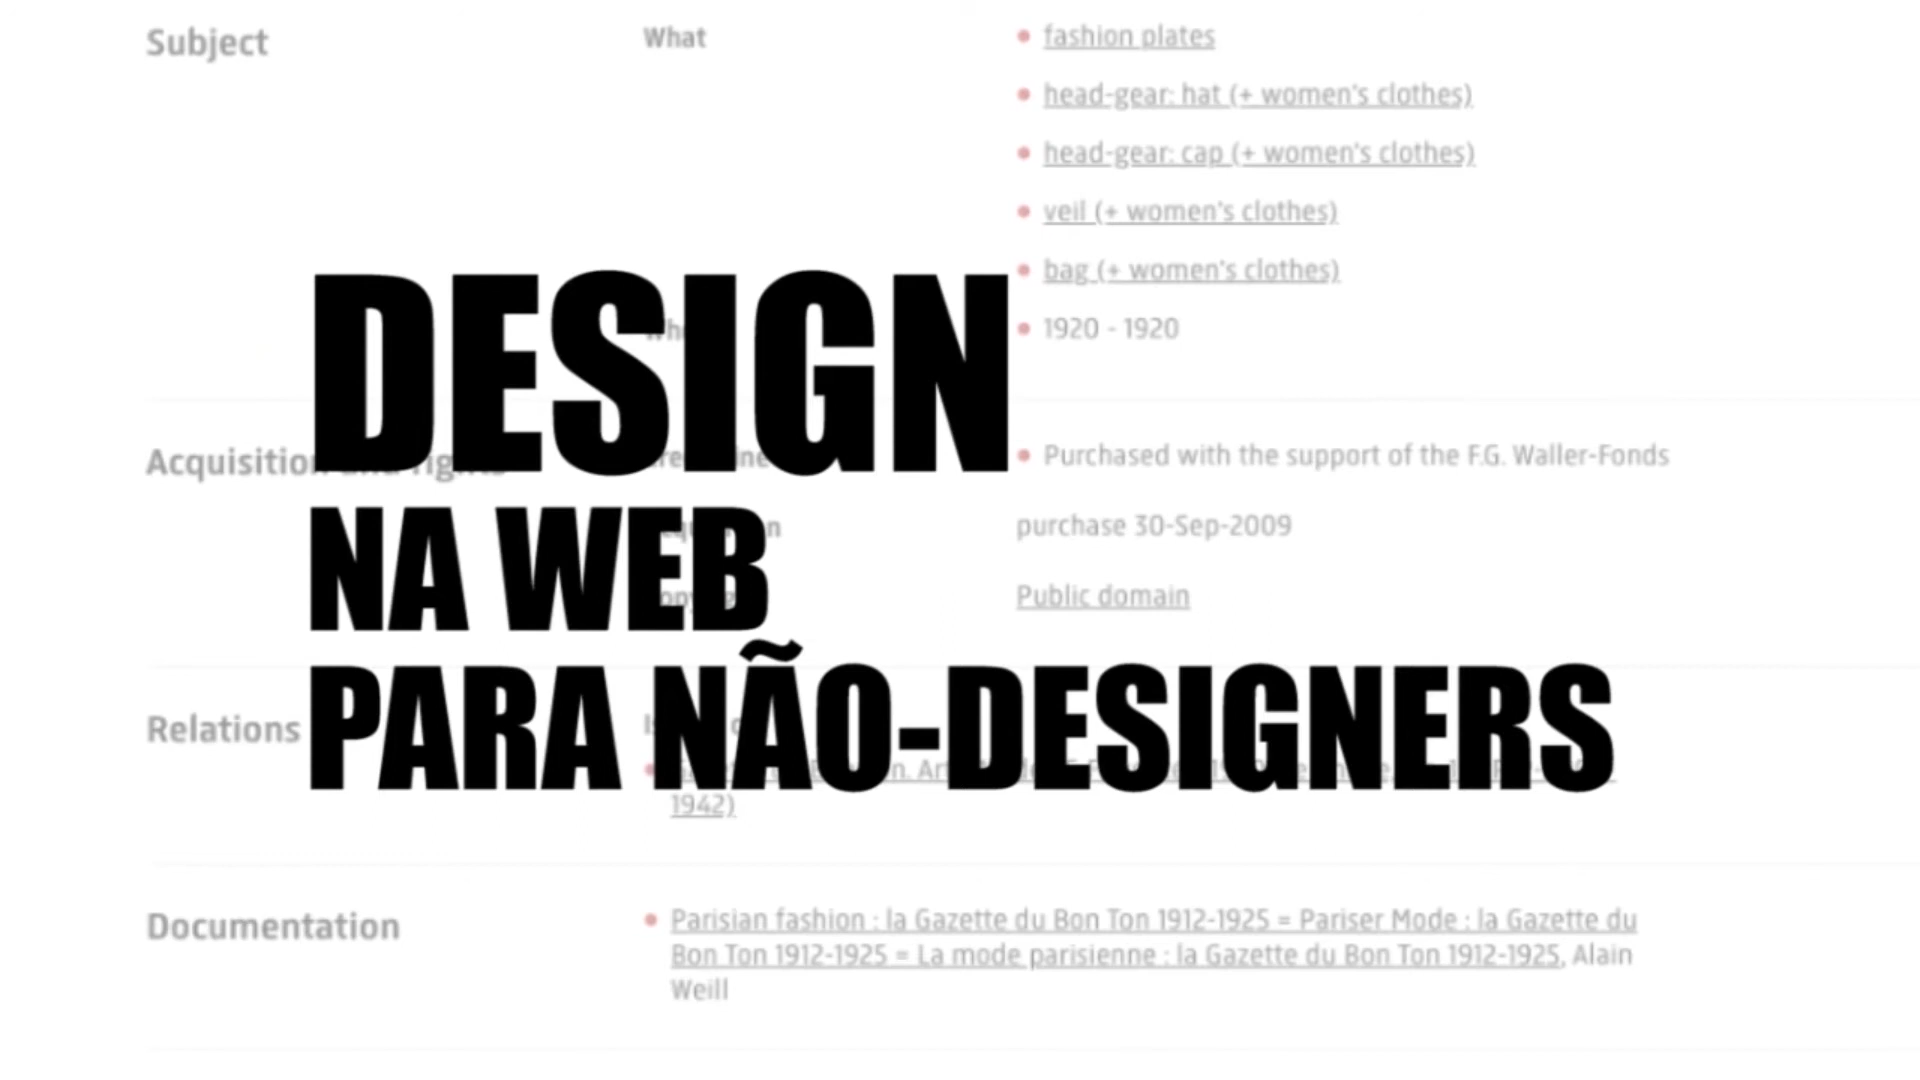 Subject
What
fashion plates
head-gear: hat (+ women's clothes)
head-gear: cap (+ women's clothes)
veil (+ women's clothes)
bag (+ women's clothes)
1920 - 1920
DESIGN
Acquisition and rights
Purchased with the support of the F.G. Waller-Fonds
purchase 30-Sep-2009
NA WEB
Public domain
Relations
PARA NÃO-DESIGNERS
1942)
Documentation
Parisian fashion : la Gazette du Bon Ton 1912-1925 = Pariser Mode : la Gazette du
Bon Ton 1912-1925 = La mode parisienne : la Gazette du Bon Ton 1912-1925, Alain
Weill